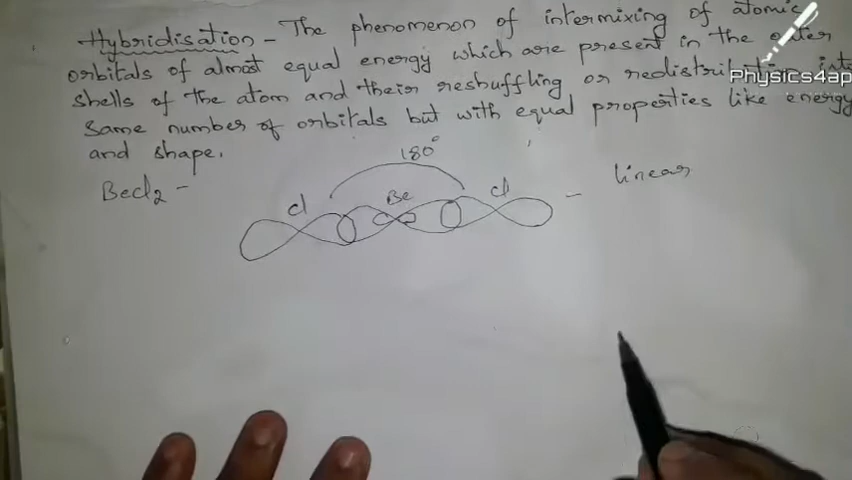 Hybridisation - The phenomenon of intermixing of atomic
orbitals of almost equal energy which are present in the outer
shells of the atom and their reshuffling or redistribution into
Same number of orbitals but with equal properties like energy
and shape.
Physics4ap
180°
BeCl2 - Cl Be Cl - linear